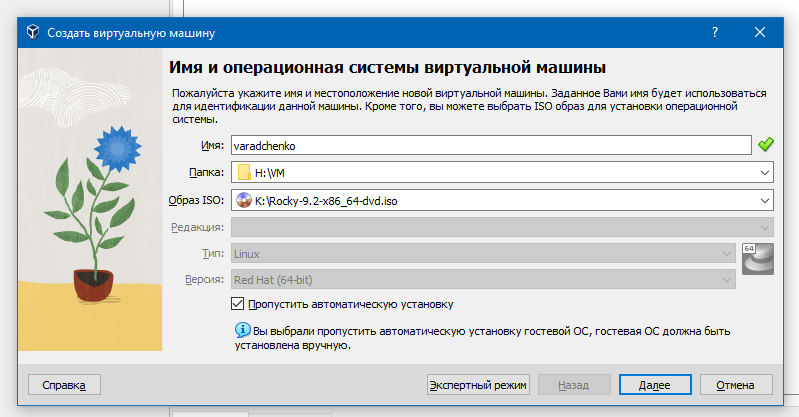 Создать виртуальную машину
Имя и операционная системы виртуальной машины
Пожалуйста укажите имя и местоположение новой виртуальной машины. Заданное Вами имя будет использоваться
для идентификации данной машины. Кроме того, вы можете выбрать ISO образ для установки операционной
системы.
Имя: varadchenko
Папка: H:\VM
Образ ISO: K:\Rocky-9.2-x86_64-dvd.iso
Редакция:
Тип: Linux
64
Версия: Red Hat (64-bit)
Пропустить автоматическую установку
Вы выбрали пропустить автоматическую установку гостевой ОС, гостевая ОС должна быть
установлена вручную.
Справка Экспертный режим Назад Далее Отмена